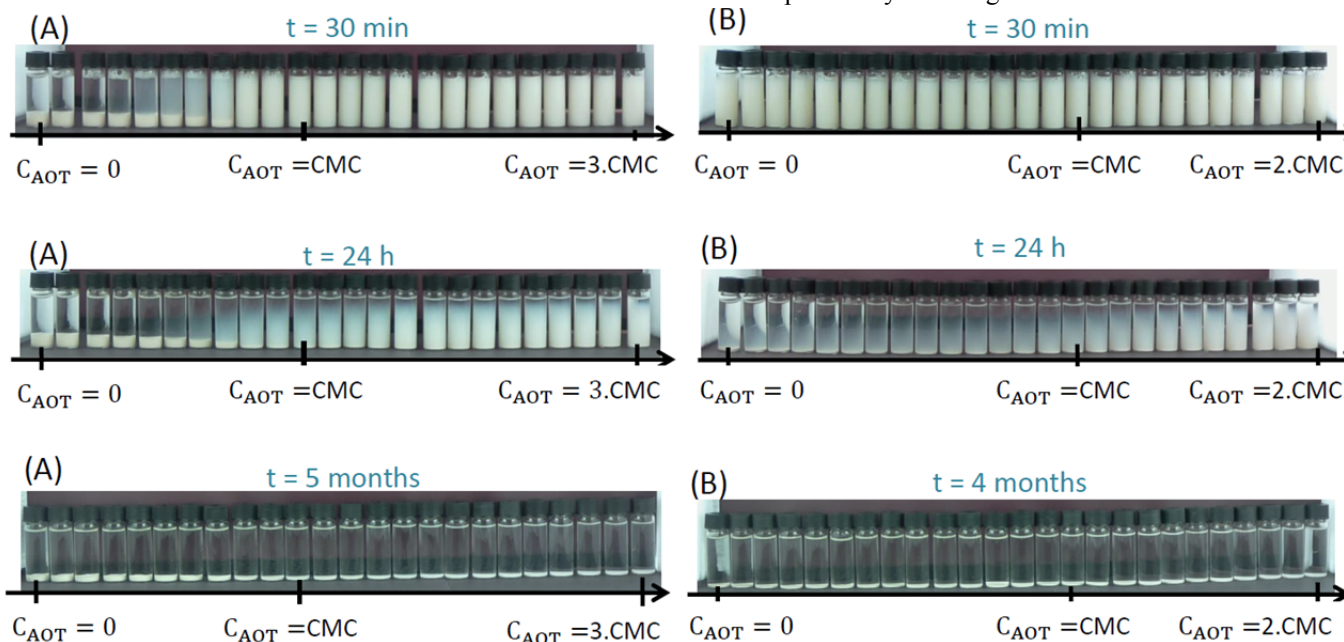 (A)
t = 30 min
C_AOT = 0
C_AOT =CMC
C_AOT =3.CMC
(B)
t = 30 min
C_AOT = 0
C_AOT =CMC
C_AOT =2.CMC
(A)
t = 24 h
C_AOT = 0
C_AOT =CMC
C_AOT = 3.CMC
(B)
t = 24 h
C_AOT = 0
C_AOT =CMC
C_AOT =2.CMC
(A)
t = 5 months
C_AOT = 0
C_AOT =CMC
C_AOT =3.CMC
(B)
t = 4 months
C_AOT = 0
C_AOT =CMC
C_AOT =2.CMC